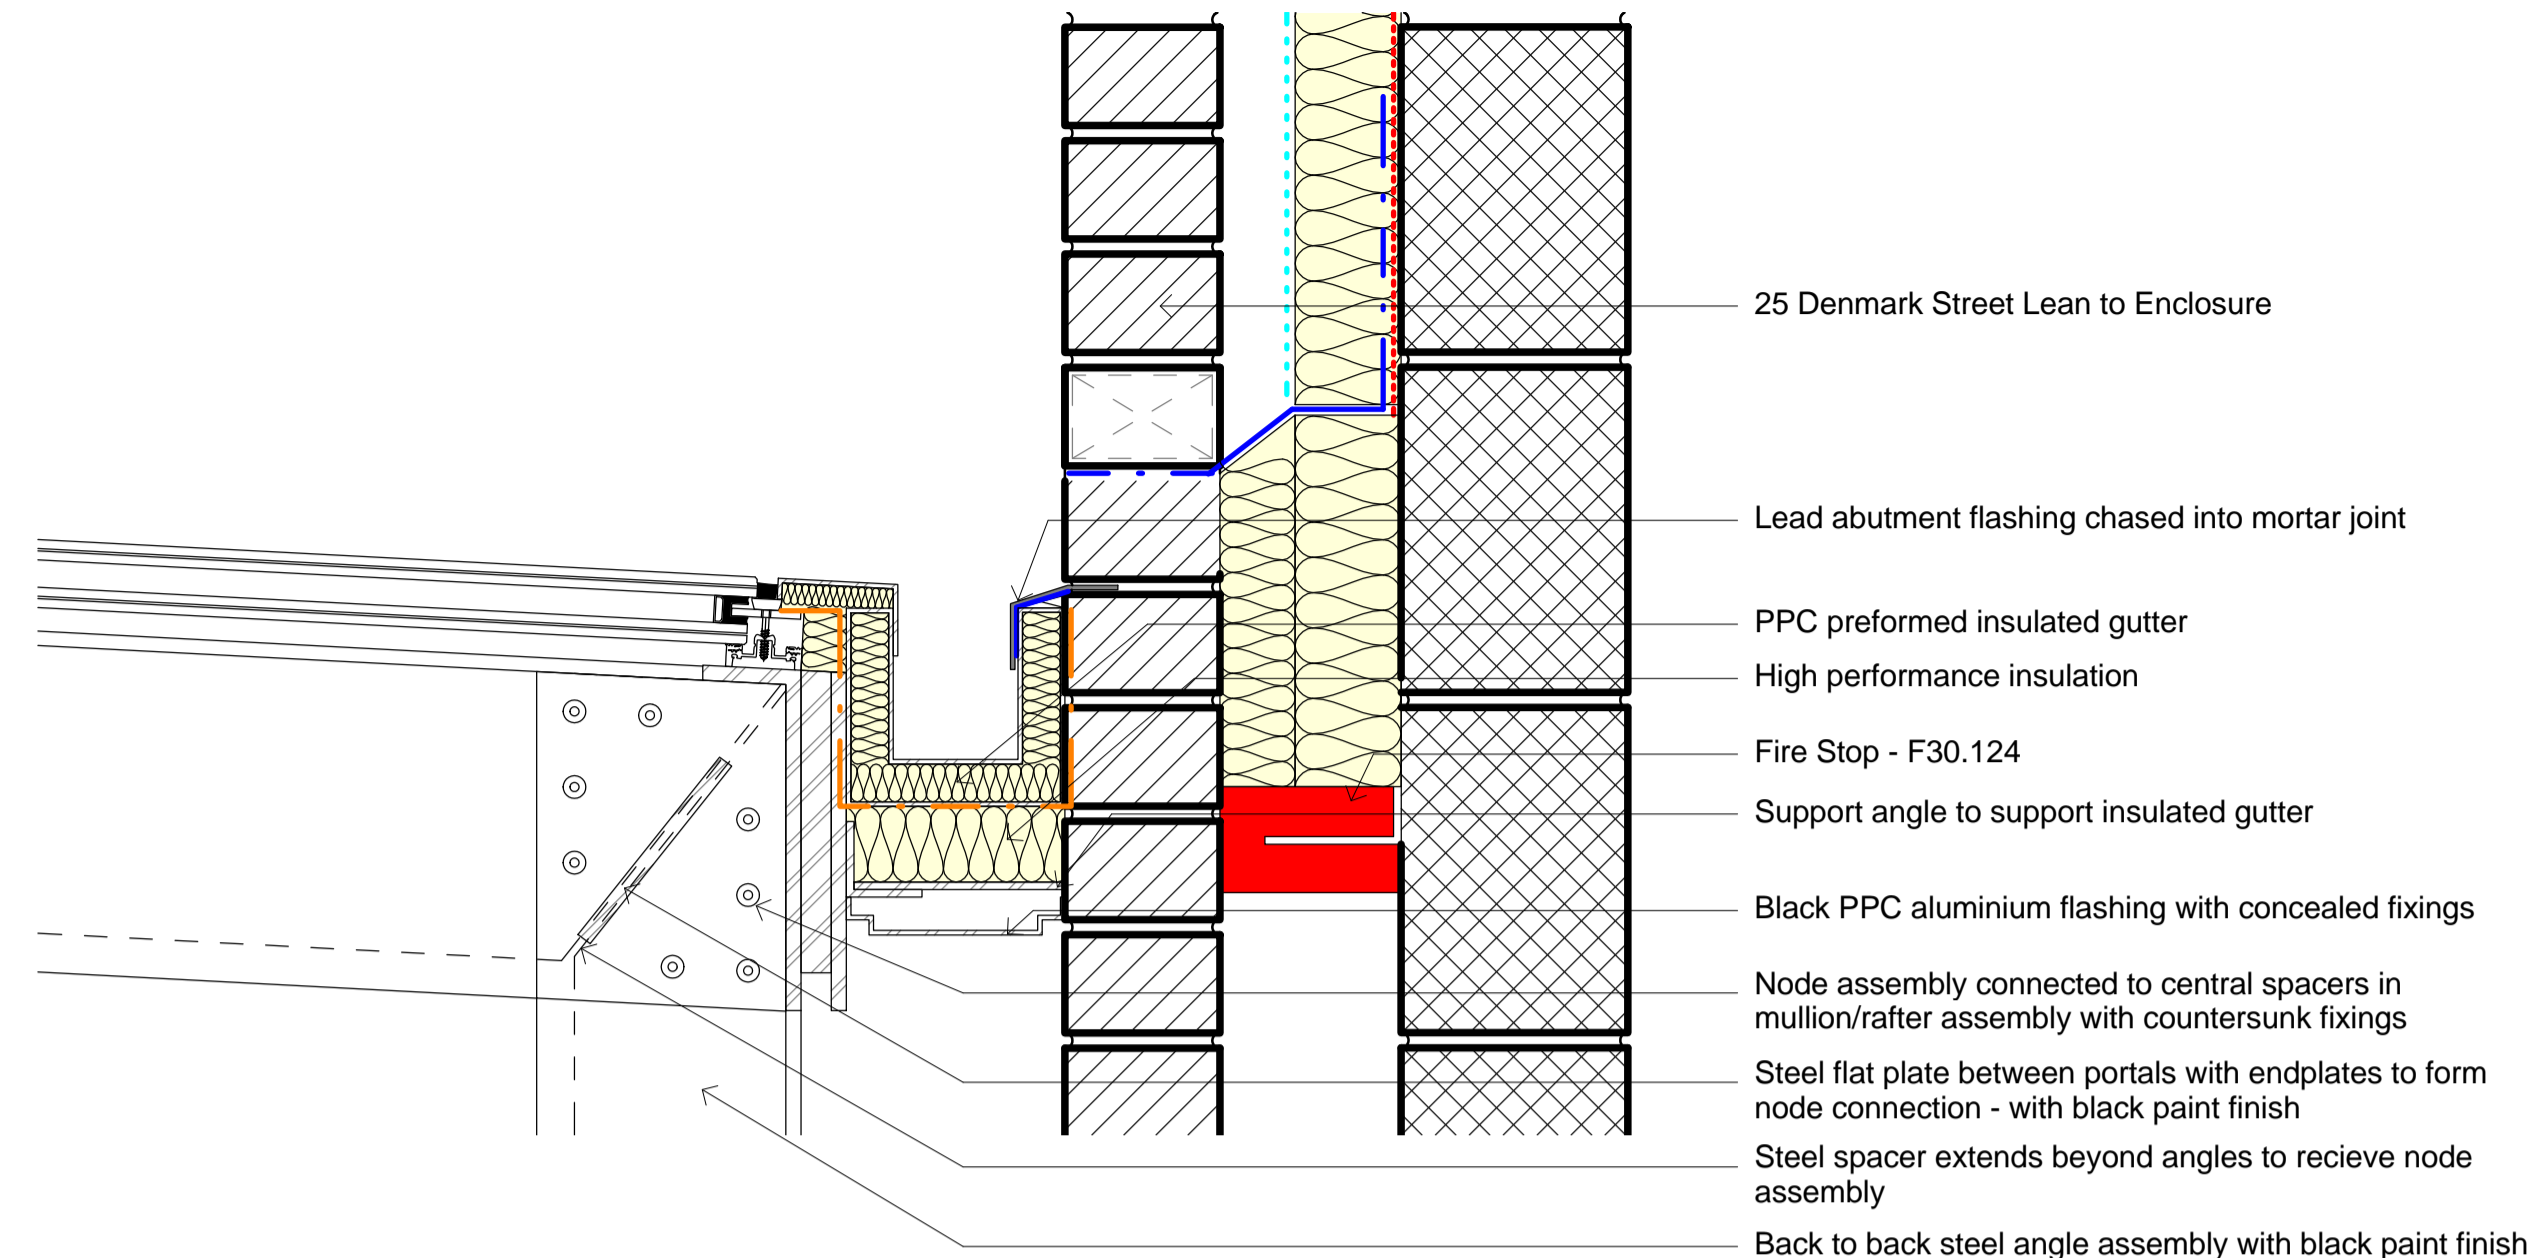 25 Denmark Street Lean to Enclosure
Lead abutment flashing chased into mortar joint
PPC preformed insulated gutter
High performance insulation
Fire Stop - F30.124
Support angle to support insulated gutter
Black PPC aluminium flashing with concealed fixings
Node assembly connected to central spacers in
mullion/rafter assembly with countersunk fixings
Steel flat plate between portals with endplates to form
node connection - with black paint finish
Steel spacer extends beyond angles to recieve node
assembly
Back to back steel angle assembly with black paint finish